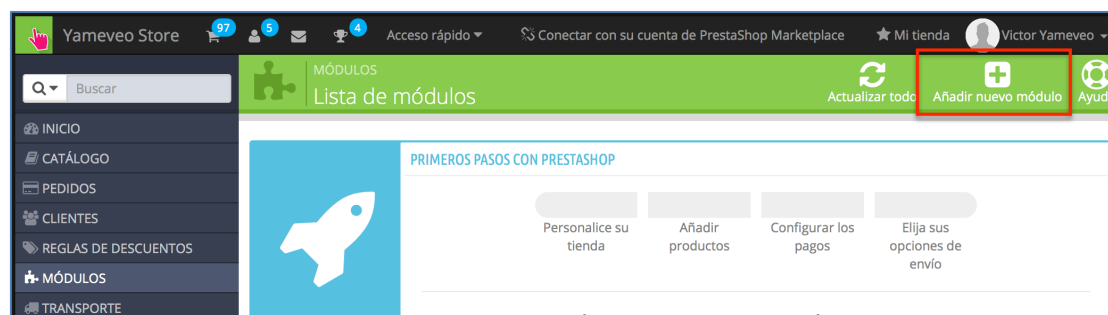 Yameveo Store 97 5 4 Acceso rápido Conectar con su cuenta de PrestaShop Marketplace Mi tienda Victor Yameveo
Buscar
MÓDULOS
Lista de módulos
Actualizar todo Añadir nuevo módulo Ayud
INICIO
CATÁLOGO
PEDIDOS
CLIENTES
REGLAS DE DESCUENTOS
MÓDULOS
TRANSPORTE
PRIMEROS PASOS CON PRESTASHOP
Personalice su
tienda
Añadir
productos
Configurar los
pagos
Elija sus
opciones de
envío